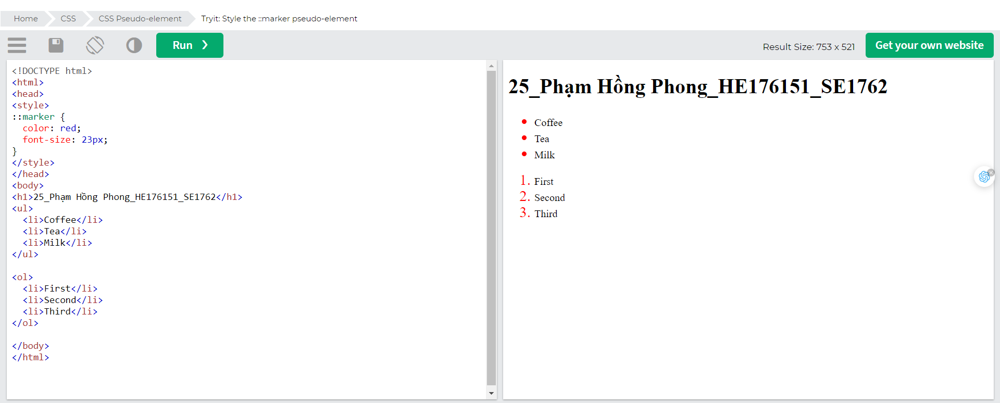 Home CSS CSS Pseudo-element Tryit: Style the ::marker pseudo-element
Run ❯
Result Size: 753 x 521
Get your own website
<!DOCTYPE html>
<html>
<head>
<style>
::marker {
  color: red;
  font-size: 23px;
}
</style>
</head>
<body>
<h1>25_Phạm Hồng Phong_HE176151_SE1762</h1>
<ul>
  <li>Coffee</li>
  <li>Tea</li>
  <li>Milk</li>
</ul>

<ol>
  <li>First</li>
  <li>Second</li>
  <li>Third</li>
</ol>

</body>
</html>
25_Phạm Hồng Phong_HE176151_SE1762
• Coffee
• Tea
• Milk
1. First
2. Second
3. Third